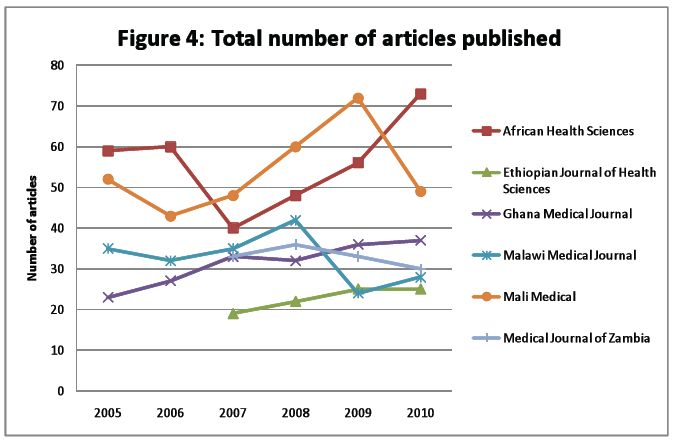 Figure 4: Total number of articles published
80
70
60
50
40
30
20
10
0
Number of articles
2005 2006 2007 2008 2009 2010
African Health Sciences
Ethiopian Journal of Health
Sciences
Ghana Medical Journal
Malawi Medical Journal
Mali Medical
Medical Journal of Zambia